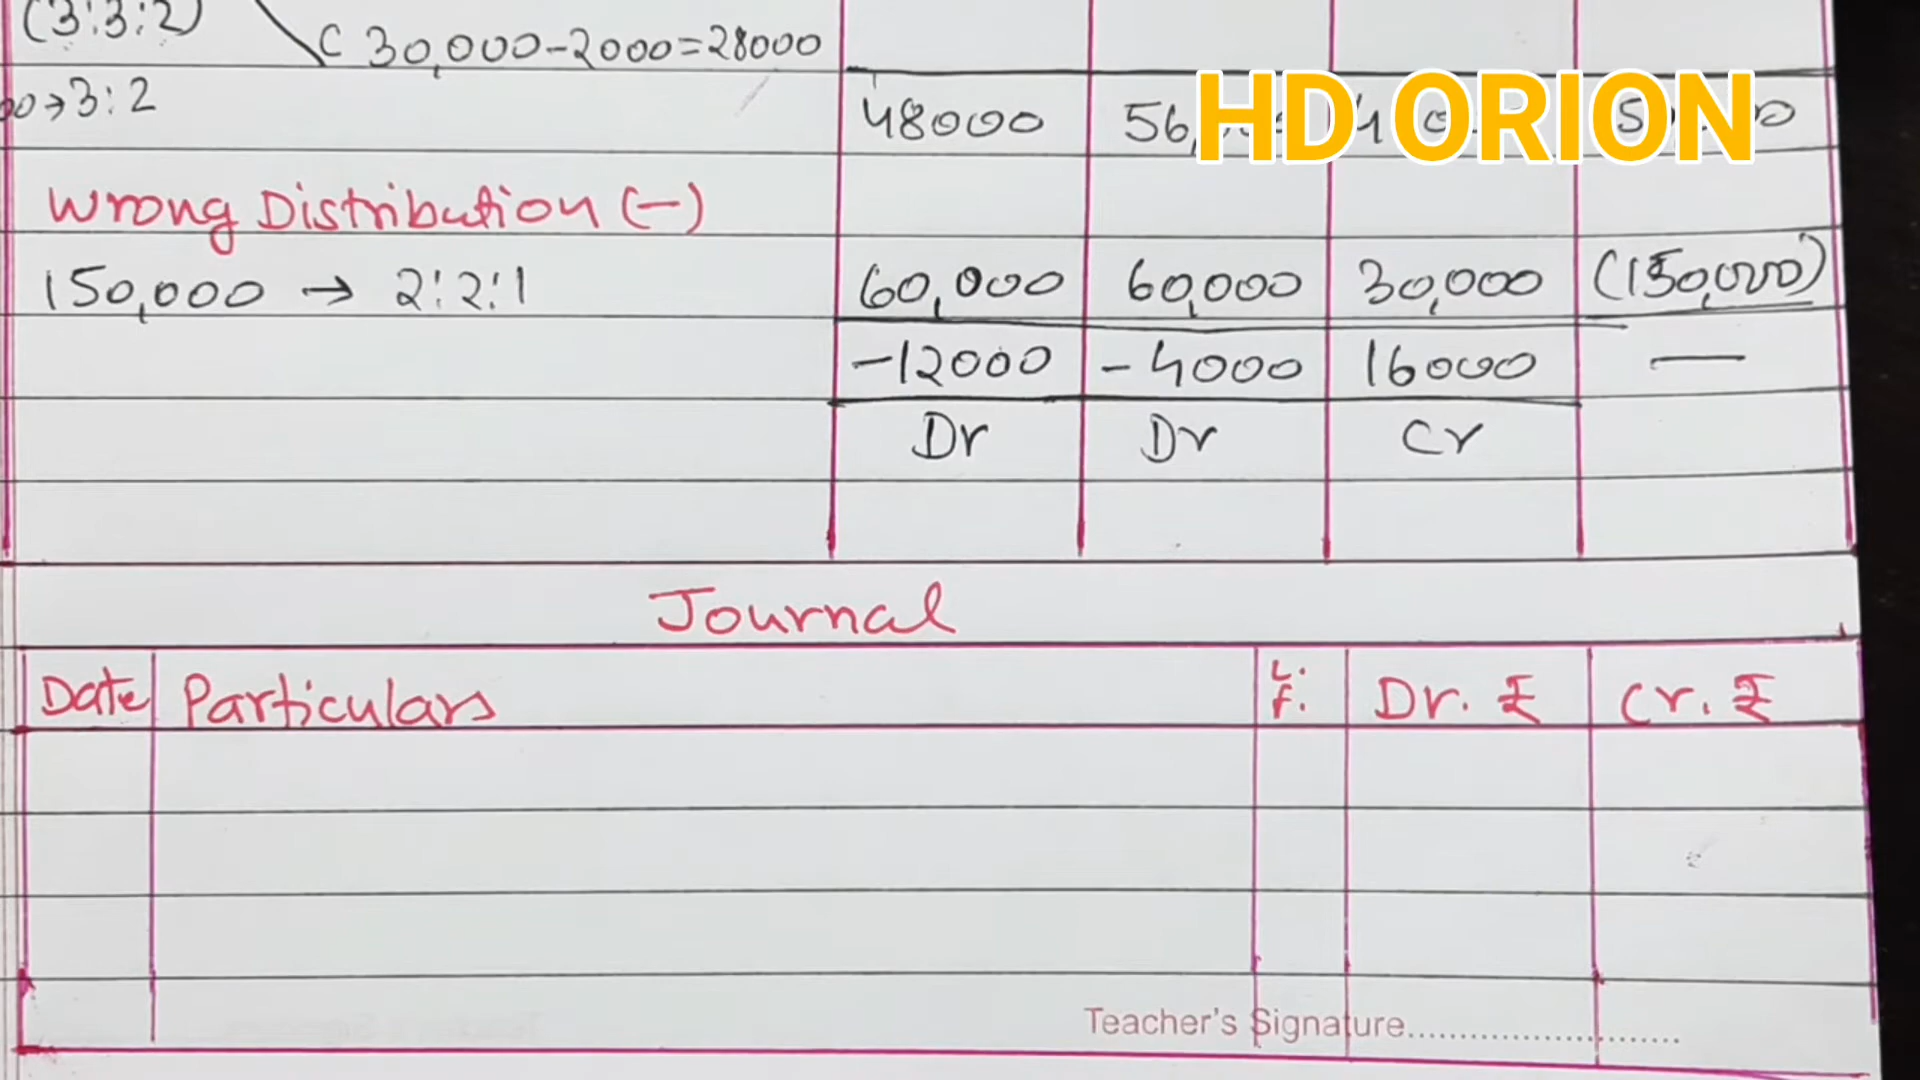 (3:3:2)
C 30,000-2000=28000
00→3:2
48000 56,
HD ORION
Wrong Distribution (-)
150,000 → 2:2:1 60,000 60,000 30,000 (150,000)
-12000 -4000 16000 —
Dr Dr Cr
Journal
Date Particulars L.F. Dr. ₹ Cr. ₹
Teacher's Signature..........................